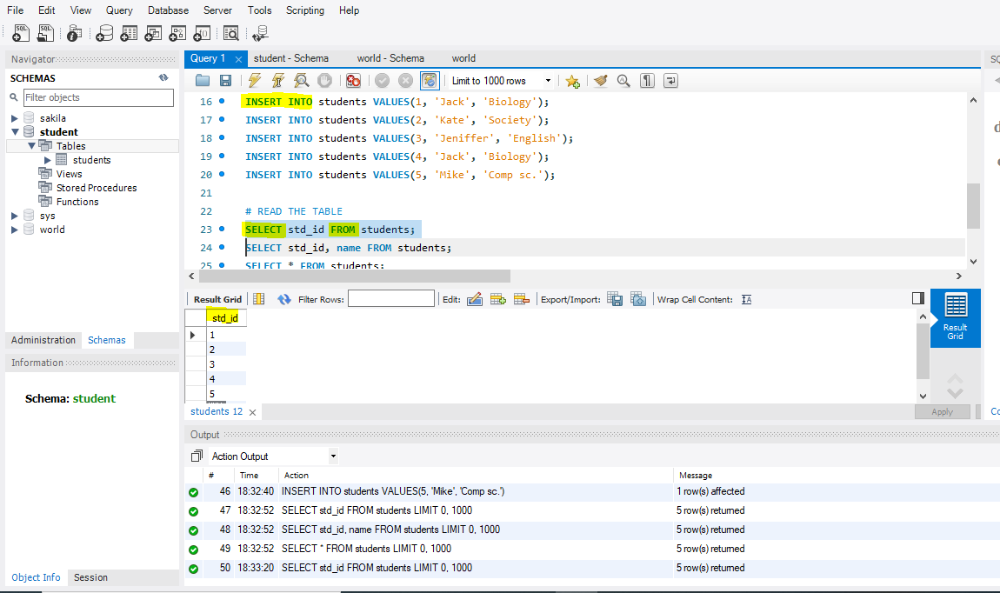 File Edit View Query Database Server Tools Scripting Help
Navigator
SCHEMAS
Filter objects
sakila
student
Tables
students
Views
Stored Procedures
Functions
sys
world
Administration Schemas
Information
Schema: student
Object Info Session
Query 1 student - Schema world - Schema world
Limit to 1000 rows
16 INSERT INTO students VALUES(1, 'Jack', 'Biology');
17 INSERT INTO students VALUES(2, 'Kate', 'Society');
18 INSERT INTO students VALUES(3, 'Jeniffer', 'English');
19 INSERT INTO students VALUES(4, 'Jack', 'Biology');
20 INSERT INTO students VALUES(5, 'Mike', 'Comp sc.');
21
22 # READ THE TABLE
23 SELECT std_id FROM students;
24 SELECT std_id, name FROM students;
25 SELECT * FROM students;
Result Grid Filter Rows: Edit: Export/Import: Wrap Cell Content:
std_id
1
2
3
4
5
Result
Grid
students 12
Apply
Output
Action Output
# Time Action Message
46 18:32:40 INSERT INTO students VALUES(5, 'Mike', 'Comp sc.') 1 row(s) affected
47 18:32:52 SELECT std_id FROM students LIMIT 0, 1000 5 row(s) returned
48 18:32:52 SELECT std_id, name FROM students LIMIT 0, 1000 5 row(s) returned
49 18:32:52 SELECT * FROM students LIMIT 0, 1000 5 row(s) returned
50 18:33:20 SELECT std_id FROM students LIMIT 0, 1000 5 row(s) returned